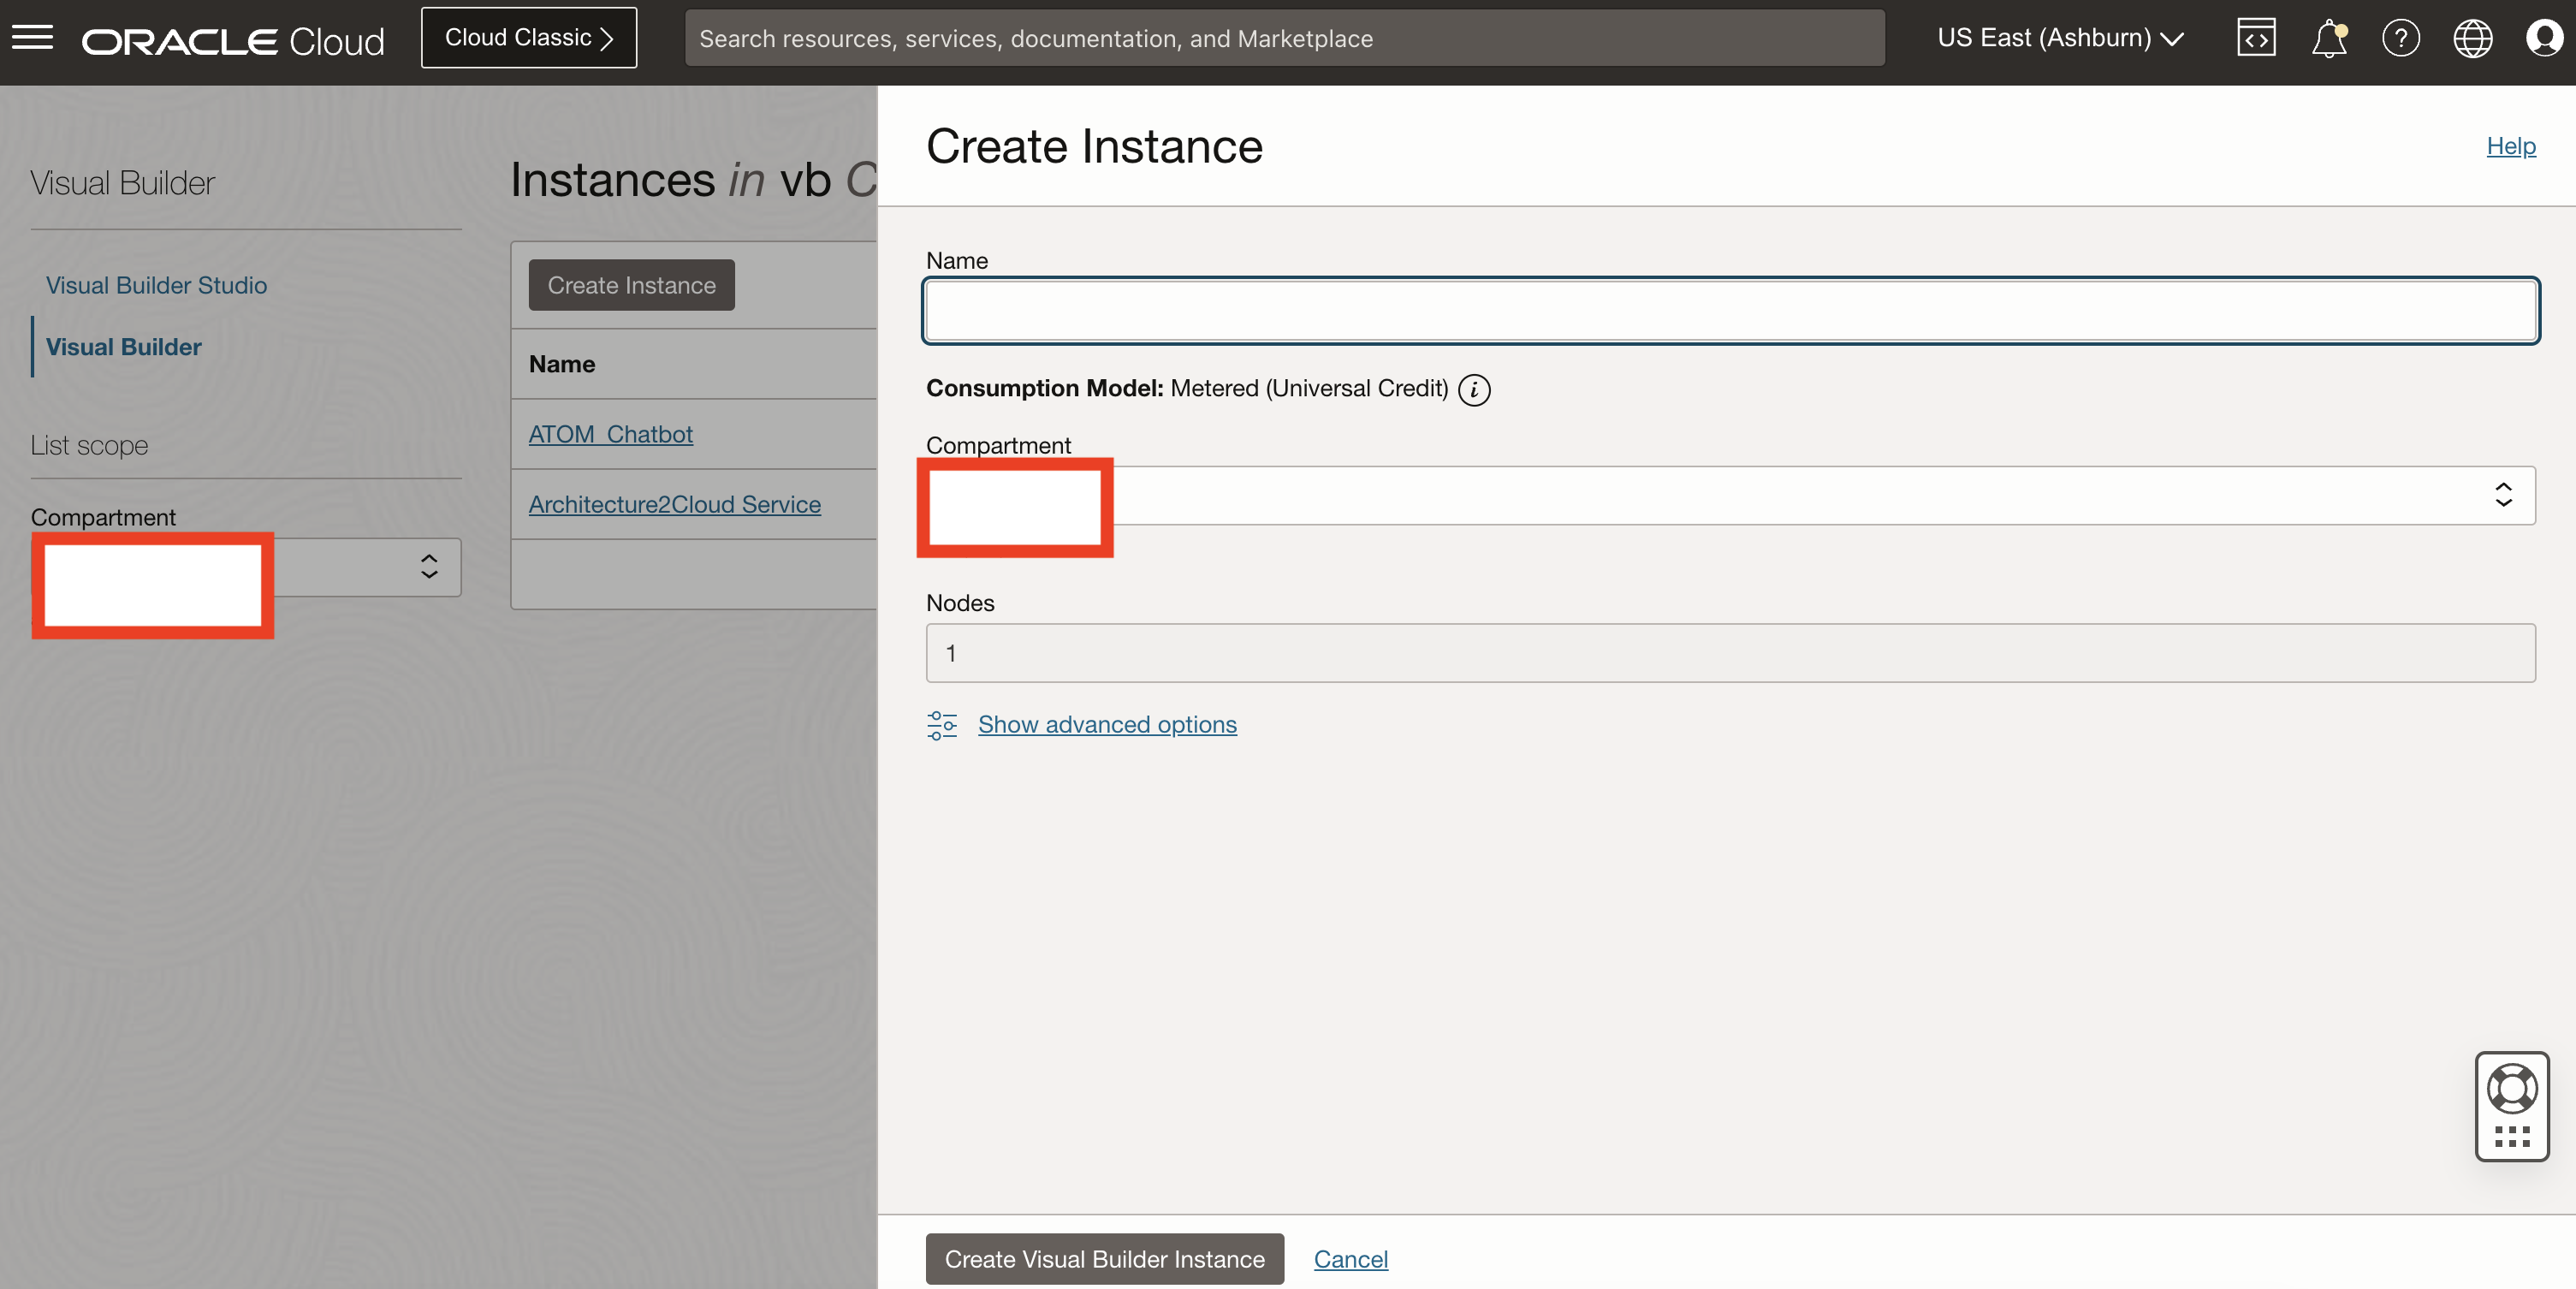 ORACLE Cloud
Cloud Classic
Search resources, services, documentation, and Marketplace
US East (Ashburn)
Visual Builder
Visual Builder Studio
Visual Builder
List scope
Compartment
Instances in vb C
Create Instance
Name
ATOM_Chatbot
Architecture2Cloud Service
Create Instance
Help
Name
Consumption Model: Metered (Universal Credit)
Compartment
Nodes
1
Show advanced options
Create Visual Builder Instance
Cancel